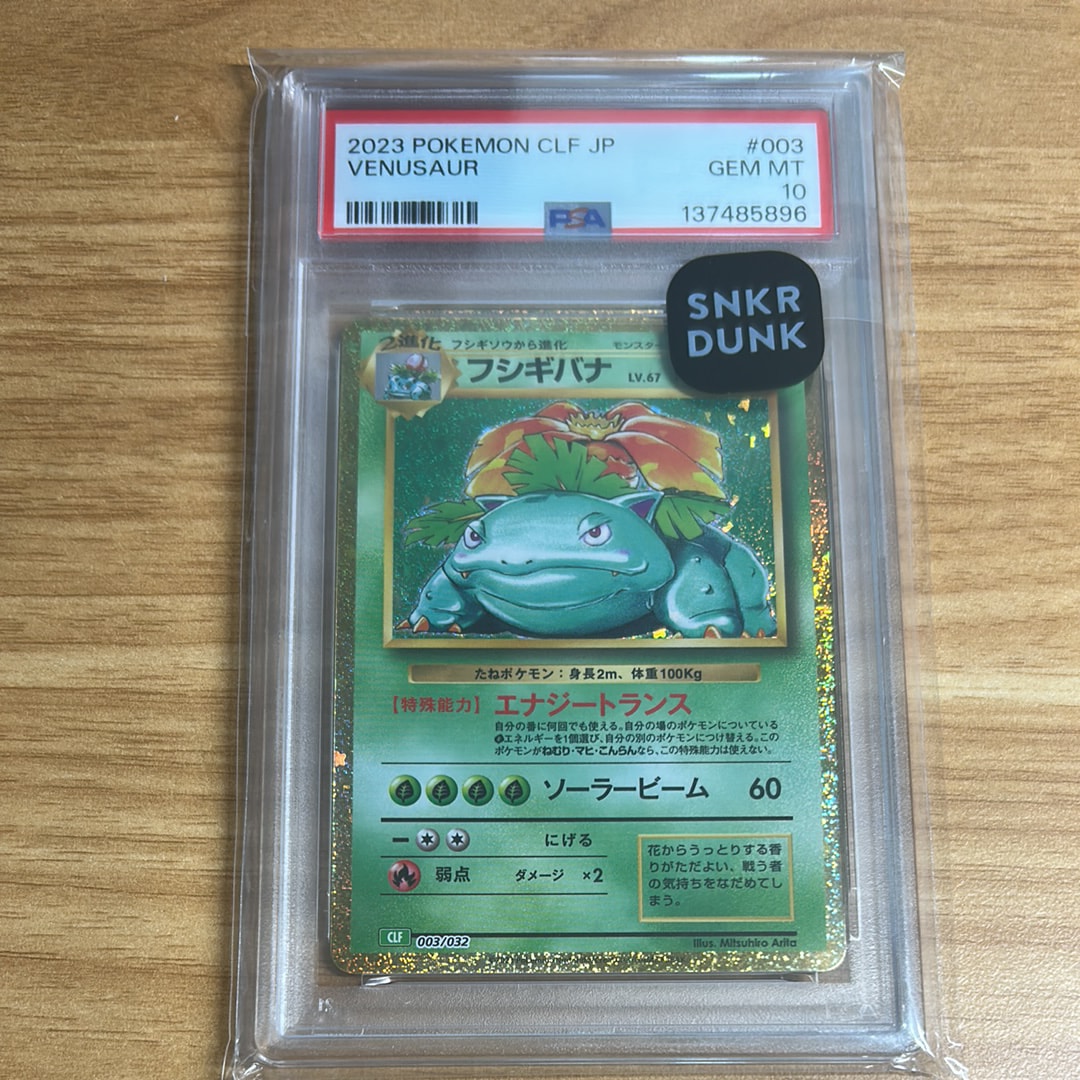 2023 POKEMON CLF JP #003
VENUSAUR GEM MT
10
PSA 137485896
SNKR
DUNK
2進化 フシギソウから進化 モンスター
フシギバナ LV.67
たねポケモン：身長2m、体重100Kg
【特殊能力】 エナジートランス
自分の番に何回でも使える。自分の場のポケモンについている
エネルギーを1個選び、自分の別のポケモンにつけ替える。この
ポケモンがねむり・マヒ・こんらんなら、この特殊能力は使えない。
ソーラービーム 60
にげる
弱点 ダメージ ×2
花からうっとりする香
りがただよい、戦う者
の気持ちをなだめてし
まう。
CLF 003/032
Illus. Mitsuhiro Arita